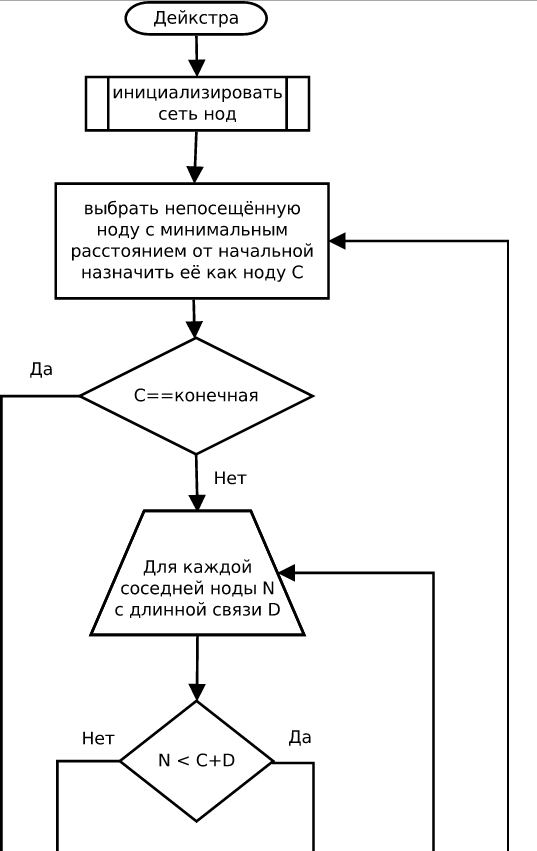 Дейкстра
инициализировать
сеть нод
выбрать непосещённую
ноду с минимальным
расстоянием от начальной
назначить её как ноду C
Да
C==конечная
Нет
Для каждой
соседней ноды N
с длинной связи D
Нет
Да
N < C+D